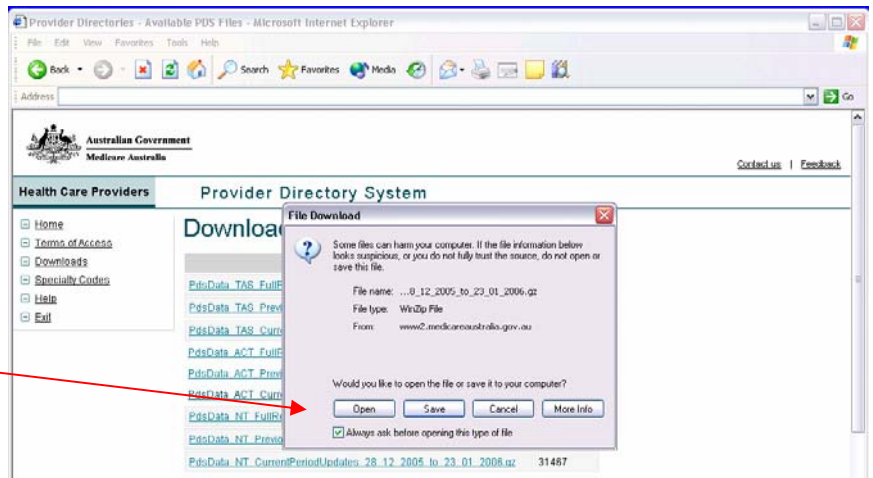 Provider Directories - Available PDS Files - Microsoft Internet Explorer
File Edit View Favorites Tools Help
Back Search Favorites Media
Address Go
Australian Government
Medicare Australia
Contact us | Feedback
Health Care Providers Provider Directory System
Home
Terms of Access
Downloads
Specialty Codes
Help
Exit
Downloa
PdsData_TAS_FullR
PdsData_TAS_Previ
PdsData_TAS_Curr
PdsData_ACT_FullR
PdsData_ACT_Previ
PdsData_ACT_Curr
PdsData_NT_FullRe
PdsData_NT_Previo
PdsData_NT_CurrentPeriodUpdates_28_12_2005_to_23_01_2006.gz 31467
File Download
Some files can harm your computer. If the file information below
looks suspicious, or you do not fully trust the source, do not open or
save this file.
File name: ...8_12_2005_to_23_01_2006.gz
File type: WinZip File
From: www2.medicareaustralia.gov.au
Would you like to open the file or save it to your computer?
Open Save Cancel More Info
Always ask before opening this type of file